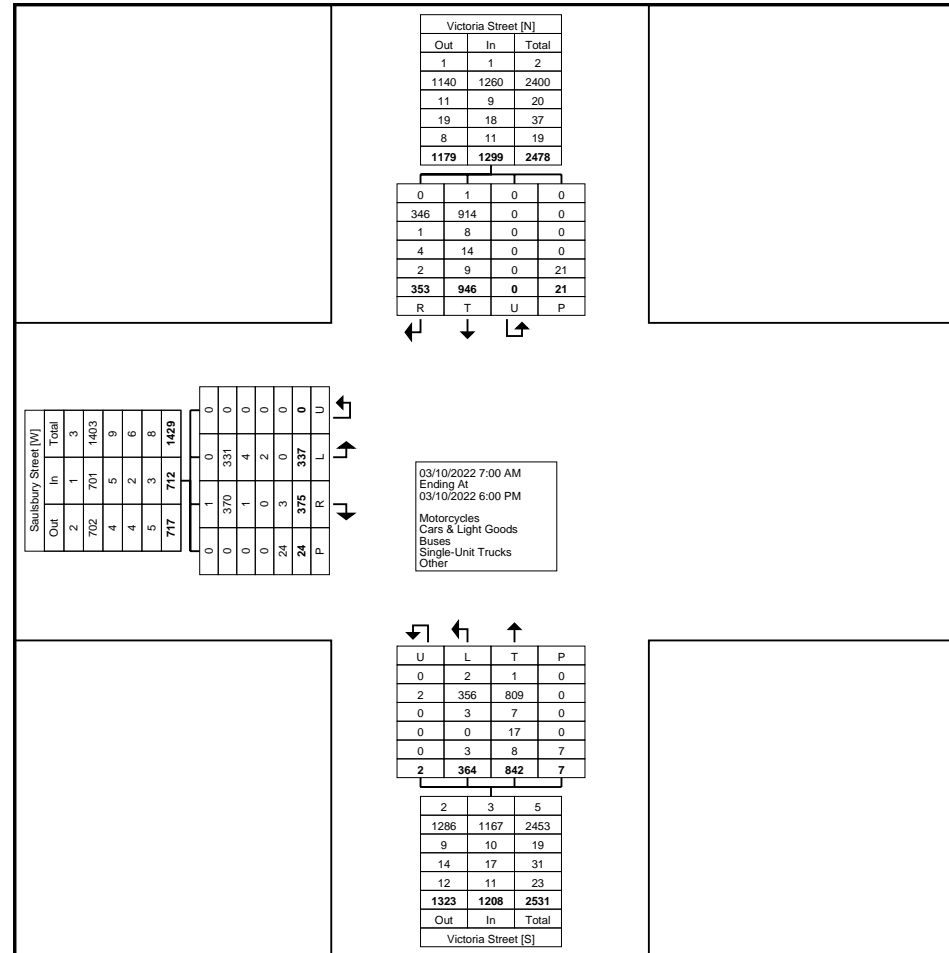 Victoria Street [N]
Out In Total
1 1 2
1140 1260 2400
11 9 20
19 18 37
8 11 19
1179 1299 2478
0 1 0 0
346 914 0 0
1 8 0 0
4 14 0 0
2 9 0 21
353 946 0 21
R T U P
Saulsbury Street [W]
Total 3 1403 9 6 8 1429
In 1 701 5 2 3 712
Out 2 702 4 4 5 717
0 0 0 0 0 0 U
0 331 4 2 0 337 L
1 370 1 0 3 375 R
0 0 0 0 24 24 P
03/10/2022 7:00 AM
Ending At
03/10/2022 6:00 PM
Motorcycles
Cars & Light Goods
Buses
Single-Unit Trucks
Other
U L T P
0 2 1 0
2 356 809 0
0 3 7 0
0 0 17 0
0 3 8 7
2 364 842 7
2 3 5
1286 1167 2453
9 10 19
14 17 31
12 11 23
1323 1208 2531
Out In Total
Victoria Street [S]